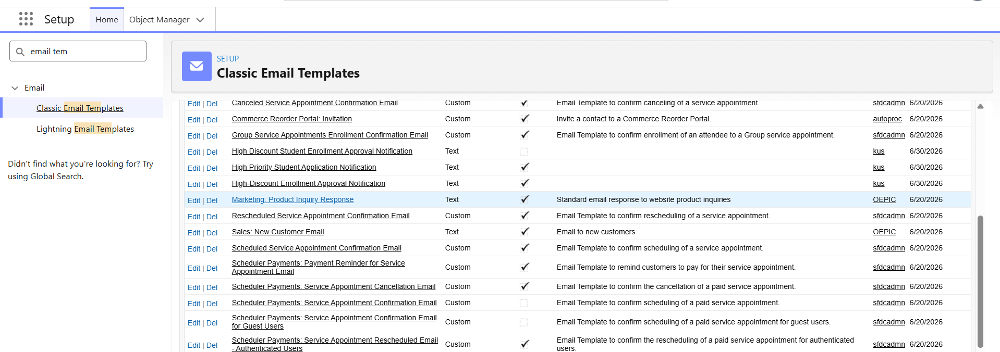 Setup
Home
Object Manager
email tem
Email
Classic Email Templates
Lightning Email Templates
Didn't find what you're looking for? Try
using Global Search.
SETUP
Classic Email Templates
Edit | Del Canceled Service Appointment Confirmation Email Custom Email Template to confirm canceling of a service appointment. sfdcadmn 6/20/2026
Edit | Del Commerce Reorder Portal: Invitation Custom Invite a contact to a Commerce Reorder Portal. autoproc 6/20/2026
Edit | Del Group Service Appointments Enrollment Confirmation Email Custom Email Template to confirm enrollment of an attendee to a Group service appointment. sfdcadmn 6/20/2026
Edit | Del High Discount Student Enrollment Approval Notification Text kus 6/30/2026
Edit | Del High Priority Student Application Notification Text kus 6/30/2026
Edit | Del High-Discount Enrollment Approval Notification Text kus 6/30/2026
Edit | Del Marketing: Product Inquiry Response Text Standard email response to website product inquiries OEPIC 6/20/2026
Edit | Del Rescheduled Service Appointment Confirmation Email Custom Email Template to confirm rescheduling of a service appointment. sfdcadmn 6/20/2026
Edit | Del Sales: New Customer Email Text Email to new customers OEPIC 6/20/2026
Edit | Del Scheduled Service Appointment Confirmation Email Custom Email Template to confirm scheduling of a service appointment. sfdcadmn 6/20/2026
Edit | Del Scheduler Payments: Payment Reminder for Service
Appointment Email Custom Email Template to remind customers to pay for their service appointment. sfdcadmn 6/20/2026
Edit | Del Scheduler Payments: Service Appointment Cancellation Email Custom Email Template to confirm the cancellation of a paid service appointment. sfdcadmn 6/20/2026
Edit | Del Scheduler Payments: Service Appointment Confirmation Email Custom Email Template to confirm scheduling of a paid service appointment. sfdcadmn 6/20/2026
Edit | Del Scheduler Payments: Service Appointment Confirmation Email
for Guest Users Custom Email Template to confirm scheduling of a paid service appointment for guest users. sfdcadmn 6/20/2026
Edit | Del Scheduler Payments: Service Appointment Rescheduled Email
- Authenticated Users Custom Email Template to confirm the rescheduling of a paid service appointment for authenticated
users. sfdcadmn 6/20/2026